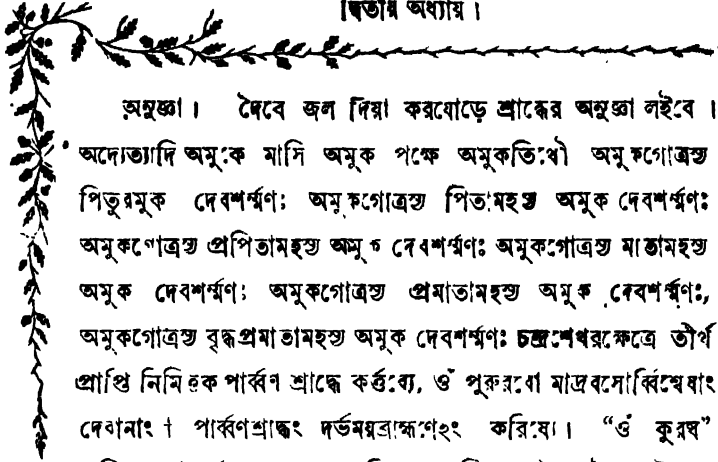 দ্বিতীয় অধ্যায়।
অনুজ্ঞা। দৈবে জল দিয়া করযোড়ে শ্রাদ্ধের অনুজ্ঞা লইবে।
অদ্যেত্যাদি অমুকে মাসি অমুক পক্ষে অমুকতিথৌ অমুকগোত্রস্য
পিতুরমুক দেবশর্ম্মণঃ অমুকগোত্রস্য পিতামহস্য অমুক দেবশর্ম্মণঃ
অমুকগোত্রস্য প্রপিতামহস্য অমুক দেবশর্ম্মণঃ অমুকগোত্রস্য মাতামহস্য
অমুক দেবশর্ম্মণঃ অমুকগোত্রস্য প্রমাতামহস্য অমুক দেবশর্ম্মণঃ,
অমুকগোত্রস্য বৃদ্ধপ্রমাতামহস্য অমুক দেবশর্ম্মণঃ চন্দ্রশেখরক্ষেত্রে তীর্থ
প্রাপ্তি নিমিত্তক পার্ব্বণ শ্রাদ্ধে কর্ত্তব্যে, ওঁ পুরুরবো মাদ্রবসোর্ব্বিশ্বেষাং
দেবানাং † পার্ব্বণশ্রাদ্ধং দর্ভময়ব্রাহ্মণেহং করিষ্যে।। “ওঁ কুরষ”